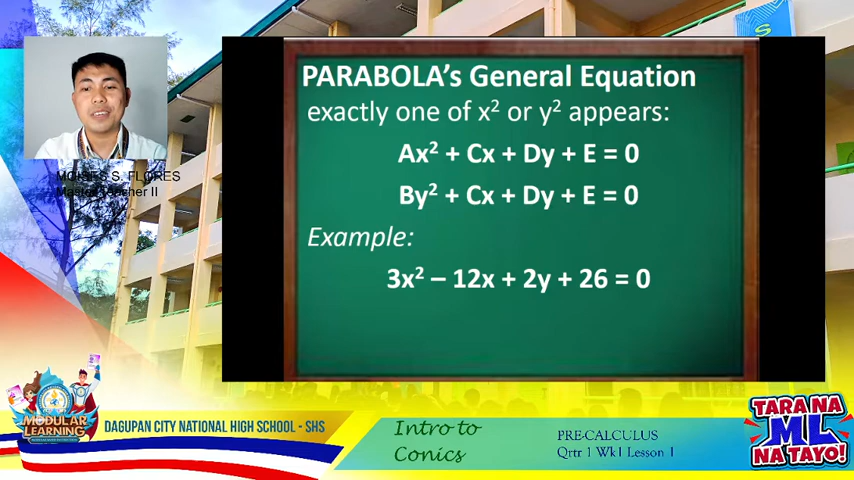 PARABOLA's General Equation
exactly one of x² or y² appears:
Ax² + Cx + Dy + E = 0
By² + Cx + Dy + E = 0
Example:
3x² – 12x + 2y + 26 = 0
MOISES S. FLORES
Master Teacher II
MODULAR
LEARNING
DAGUPAN CITY NATIONAL HIGH SCHOOL - SHS
Intro to
Conics
PRE-CALCULUS
Qrtr 1 Wk1 Lesson 1
TARA NA
ML
NA TAYO!